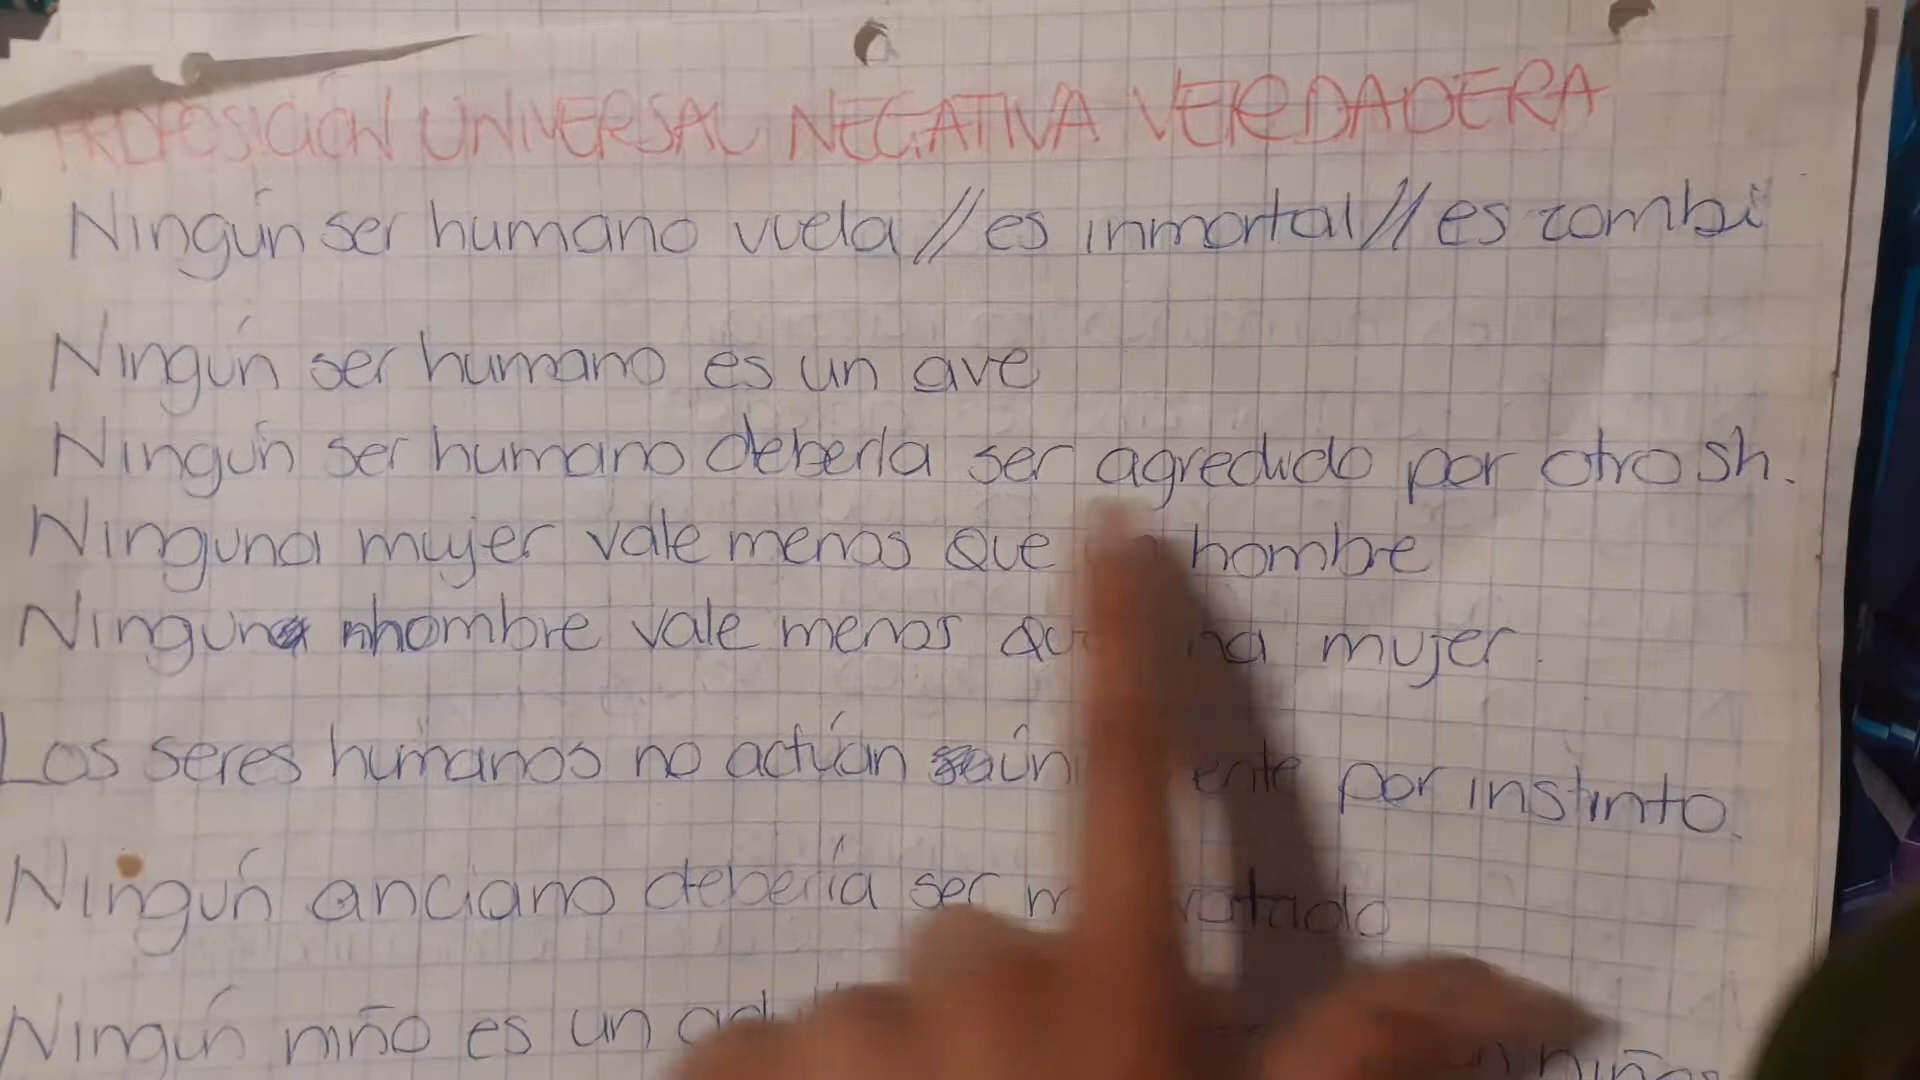 PROPOSICIÓN UNIVERSAL NEGATIVA VERDADERA
Ningún ser humano vuela // es inmortal // es zombi
Ningún ser humano es un ave
Ningún ser humano debería ser agredido por otro sh.
Ninguna mujer vale menos que hombre
Ningun hombre vale menos mujer.
Los seres humanos no actúan por instinto.
Ningún anciano debería ser
Ningún niño es un